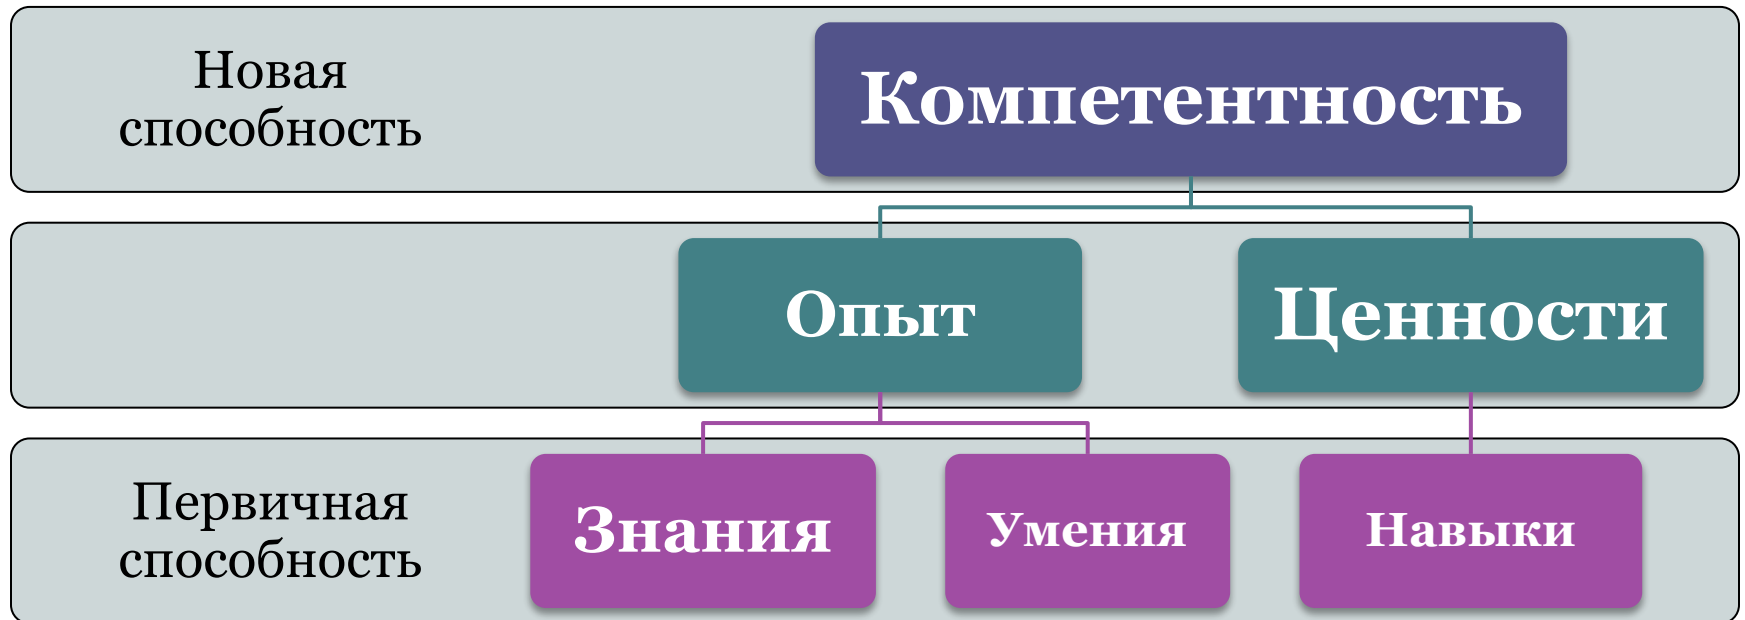 Новая
способность
Компетентность
Опыт
Ценности
Первичная
способность
Знания
Умения
Навыки